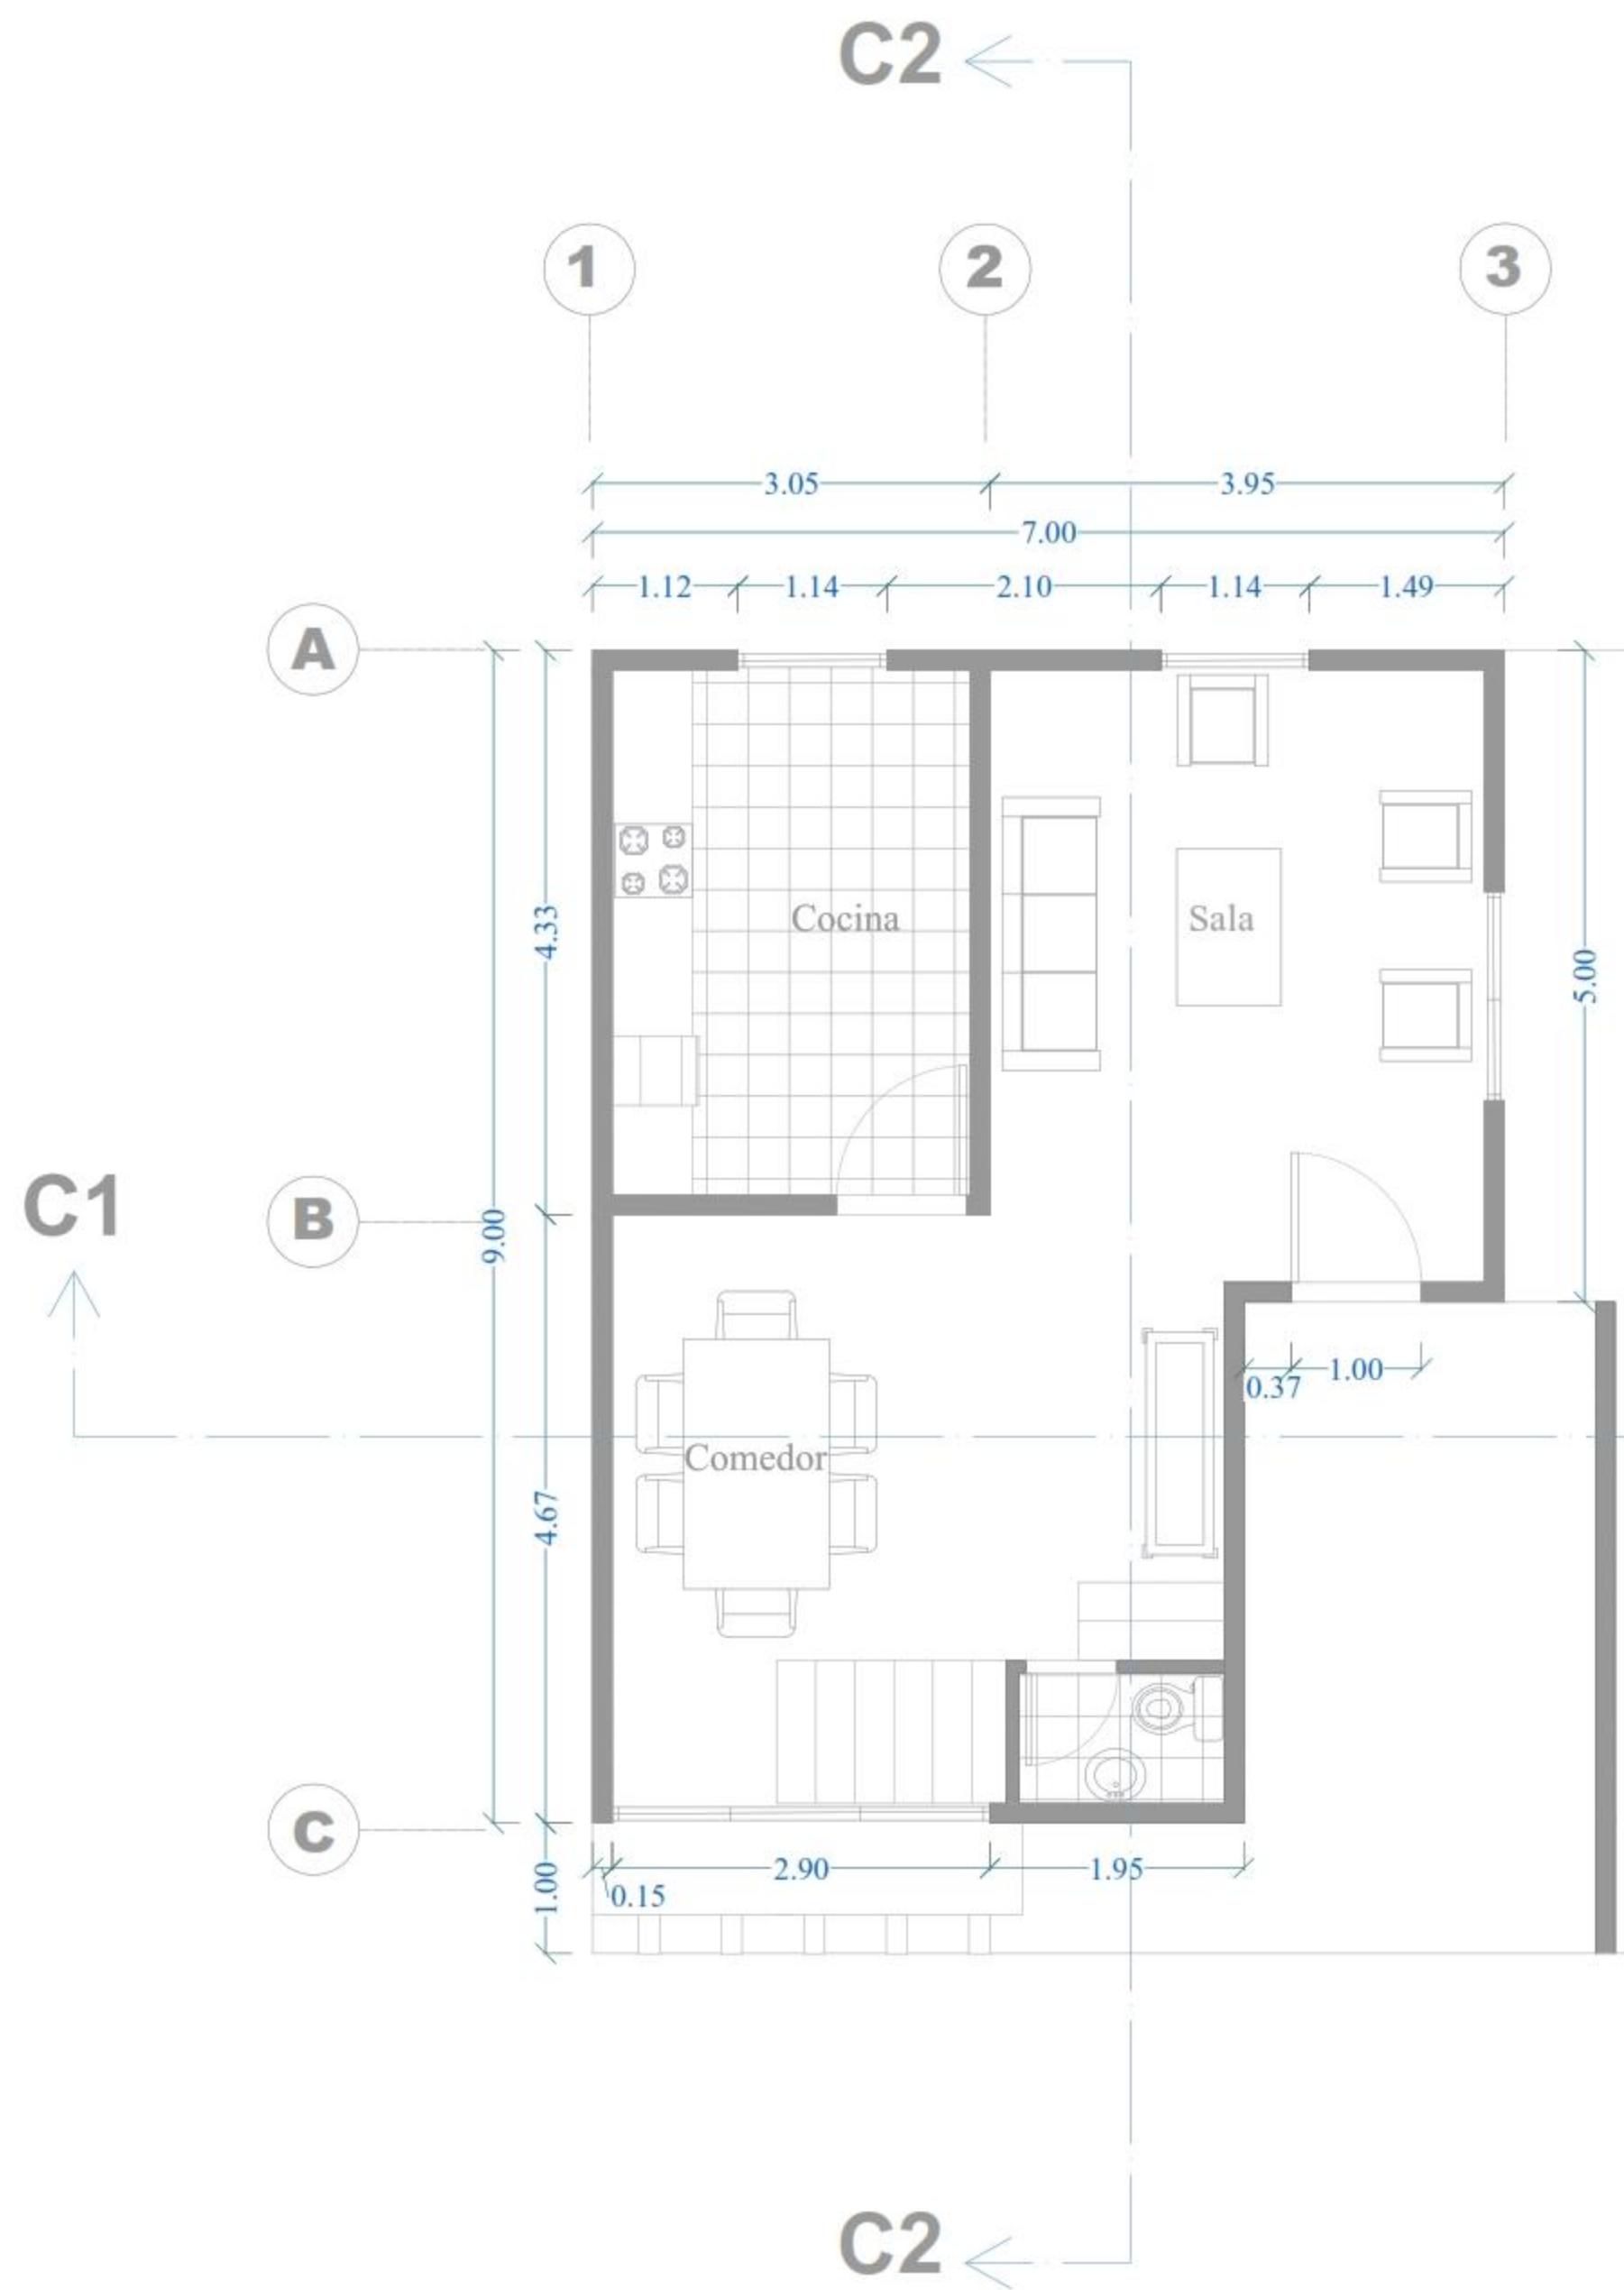 C2
1 2 3
3.05 3.95
7.00
1.12 1.14 2.10 1.14 1.49
A
4.33
Cocina Sala
5.00
C1
B
9.00
0.37 1.00
Comedor
4.67
C
1.00
2.90 1.95
0.15
C2